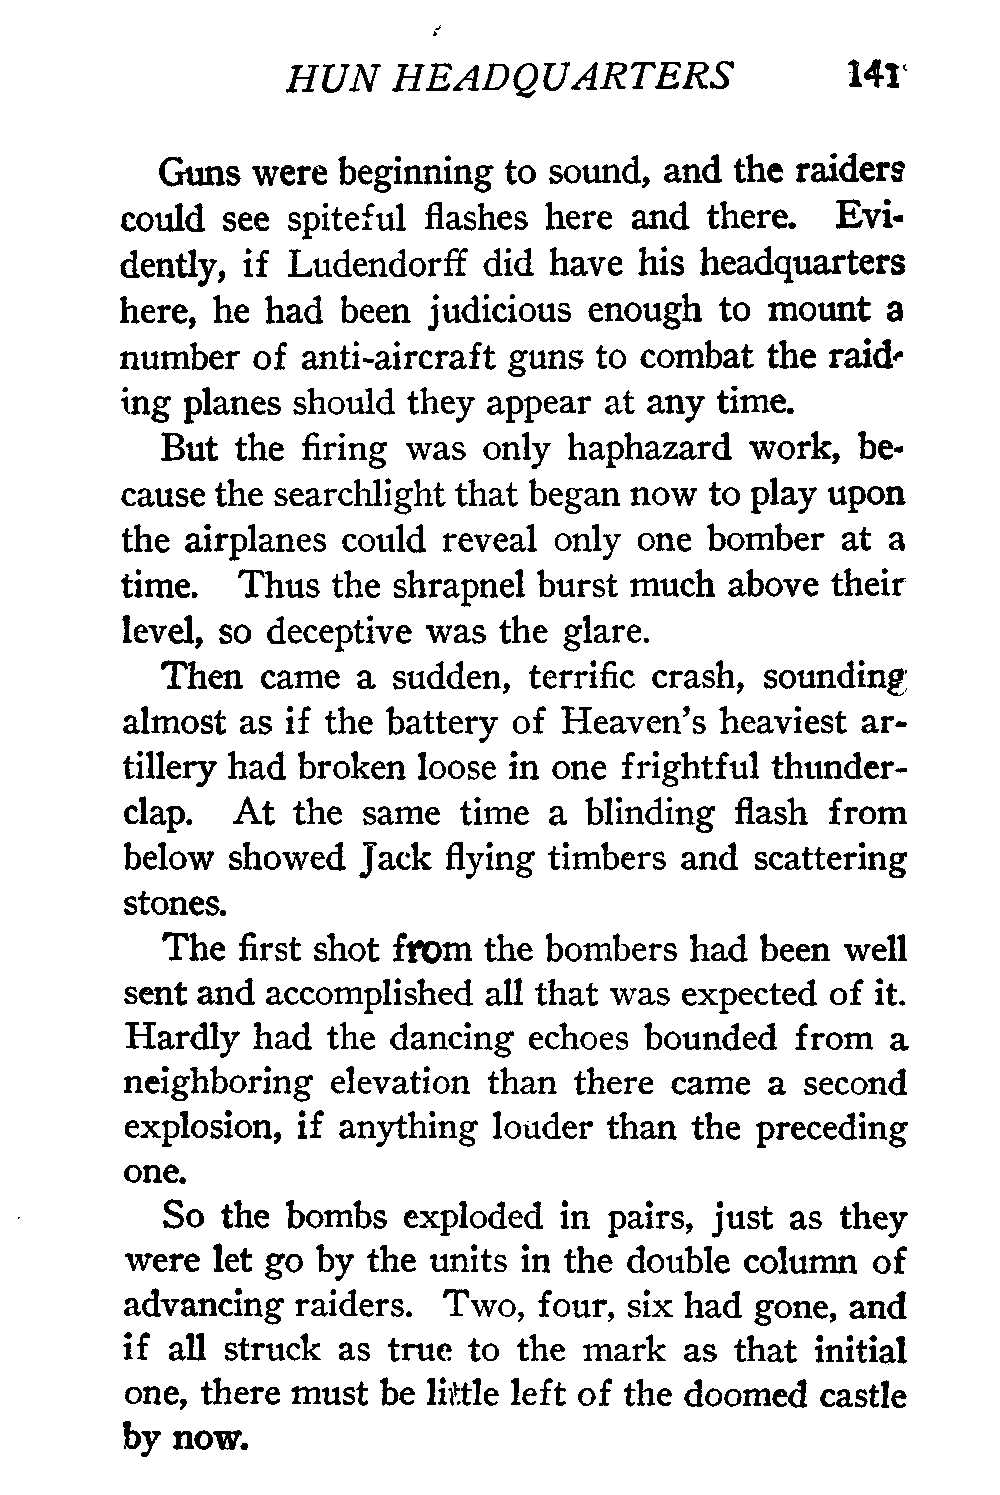 HUN HEADQUARTERS 141
Guns were beginning to sound, and the raiders
could see spiteful flashes here and there. Evi-
dently, if Ludendorff did have his headquarters
here, he had been judicious enough to mount a
number of anti-aircraft guns to combat the raid-
ing planes should they appear at any time.
But the firing was only haphazard work, be-
cause the searchlight that began now to play upon
the airplanes could reveal only one bomber at a
time. Thus the shrapnel burst much above their
level, so deceptive was the glare.
Then came a sudden, terrific crash, sounding
almost as if the battery of Heaven's heaviest ar-
tillery had broken loose in one frightful thunder-
clap. At the same time a blinding flash from
below showed Jack flying timbers and scattering
stones.
The first shot from the bombers had been well
sent and accomplished all that was expected of it.
Hardly had the dancing echoes bounded from a
neighboring elevation than there came a second
explosion, if anything louder than the preceding
one.
So the bombs exploded in pairs, just as they
were let go by the units in the double column of
advancing raiders. Two, four, six had gone, and
if all struck as true to the mark as that initial
one, there must be little left of the doomed castle
by now.